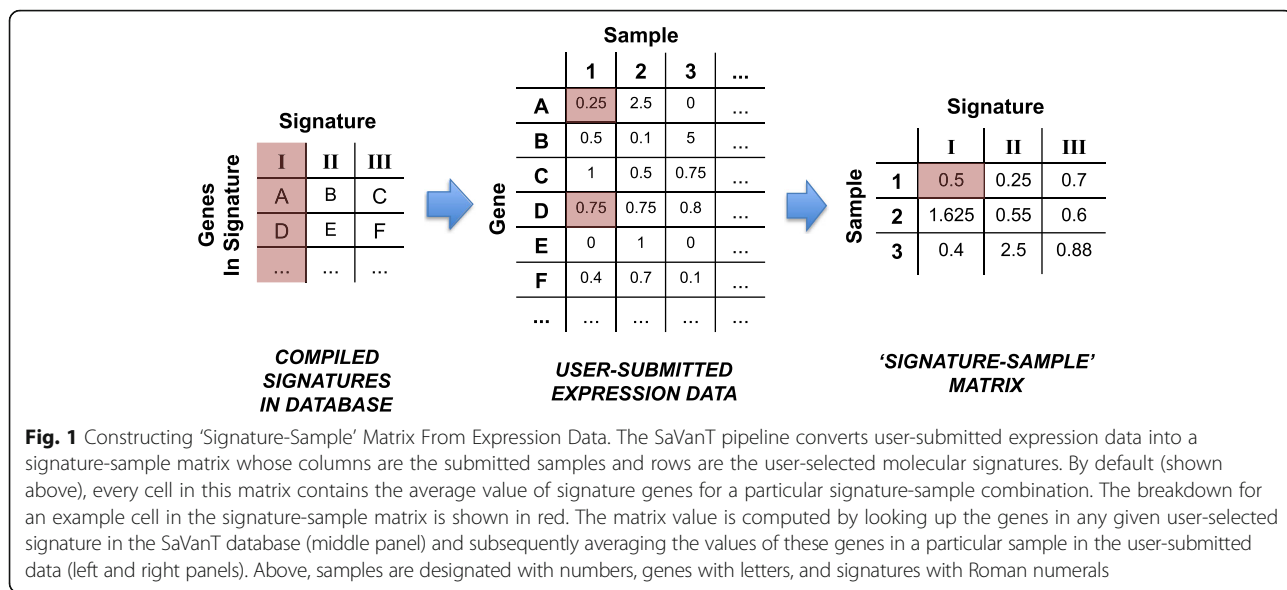 Signature
Genes
In Signature
I II III
A B C
D E F
... ... ...
COMPILED
SIGNATURES
IN DATABASE
Sample
Gene
1 2 3 ...
A 0.25 2.5 0 ...
B 0.5 0.1 5 ...
C 1 0.5 0.75 ...
D 0.75 0.75 0.8 ...
E 0 1 0 ...
F 0.4 0.7 0.1 ...
... ... ... ... ...
USER-SUBMITTED
EXPRESSION DATA
Signature
Sample
I II III
1 0.5 0.25 0.7
2 1.625 0.55 0.6
3 0.4 2.5 0.88
‘SIGNATURE-SAMPLE’
MATRIX
Fig. 1 Constructing ‘Signature-Sample’ Matrix From Expression Data. The SaVanT pipeline converts user-submitted expression data into a
signature-sample matrix whose columns are the submitted samples and rows are the user-selected molecular signatures. By default (shown
above), every cell in this matrix contains the average value of signature genes for a particular signature-sample combination. The breakdown for
an example cell in the signature-sample matrix is shown in red. The matrix value is computed by looking up the genes in any given user-selected
signature in the SaVanT database (middle panel) and subsequently averaging the values of these genes in a particular sample in the user-submitted
data (left and right panels). Above, samples are designated with numbers, genes with letters, and signatures with Roman numerals